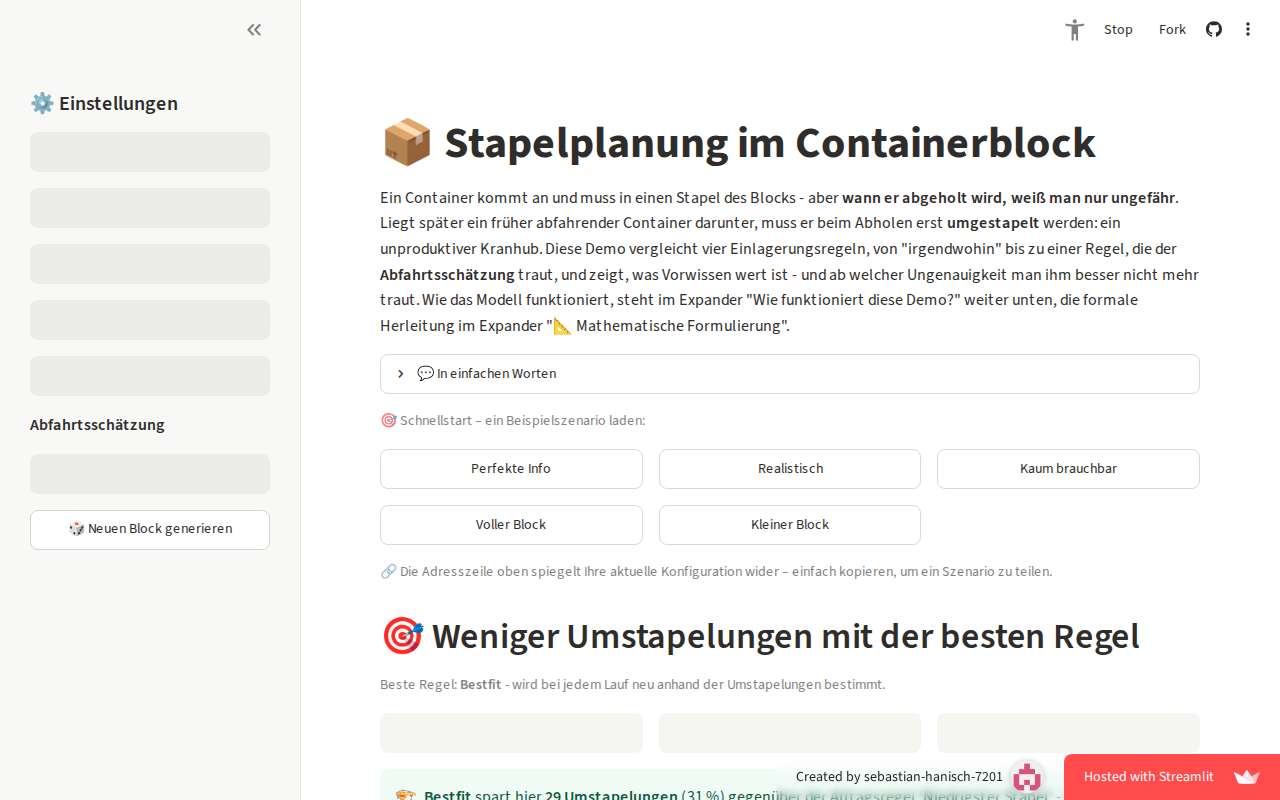 Stop
Fork
⚙️ Einstellungen
Abfahrtsschätzung
🎲 Neuen Block generieren
📦 Stapelplanung im Containerblock
Ein Container kommt an und muss in einen Stapel des Blocks - aber wann er abgeholt wird, weiß man nur ungefähr.
Liegt später ein früher abfahrender Container darunter, muss er beim Abholen erst umgestapelt werden: ein
unproduktiver Kranhub. Diese Demo vergleicht vier Einlagerungsregeln, von "irgendwohin" bis zu einer Regel, die der
Abfahrtsschätzung traut, und zeigt, was Vorwissen wert ist - und ab welcher Ungenauigkeit man ihm besser nicht mehr
traut. Wie das Modell funktioniert, steht im Expander "Wie funktioniert diese Demo?" weiter unten, die formale
Herleitung im Expander "📐 Mathematische Formulierung".
💬 In einfachen Worten
🎯 Schnellstart – ein Beispielszenario laden:
Perfekte Info
Realistisch
Kaum brauchbar
Voller Block
Kleiner Block
🔗 Die Adresszeile oben spiegelt Ihre aktuelle Konfiguration wider – einfach kopieren, um ein Szenario zu teilen.
🎯 Weniger Umstapelungen mit der besten Regel
Beste Regel: Bestfit - wird bei jedem Lauf neu anhand der Umstapelungen bestimmt.
Bestfit spart hier 29 Umstapelungen (31 %) gegenüber der
Created by sebastian-hanisch-7201
Hosted with Streamlit